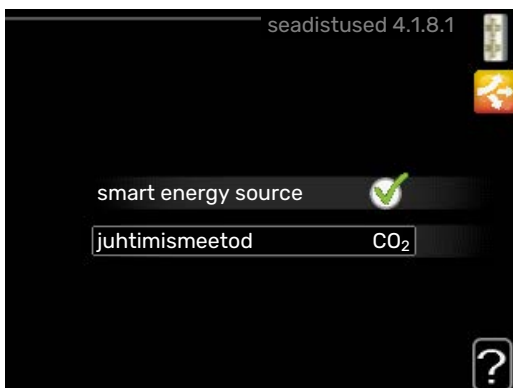 seadistused 4.1.8.1
smart energy source
juhtimismeetod CO₂
?